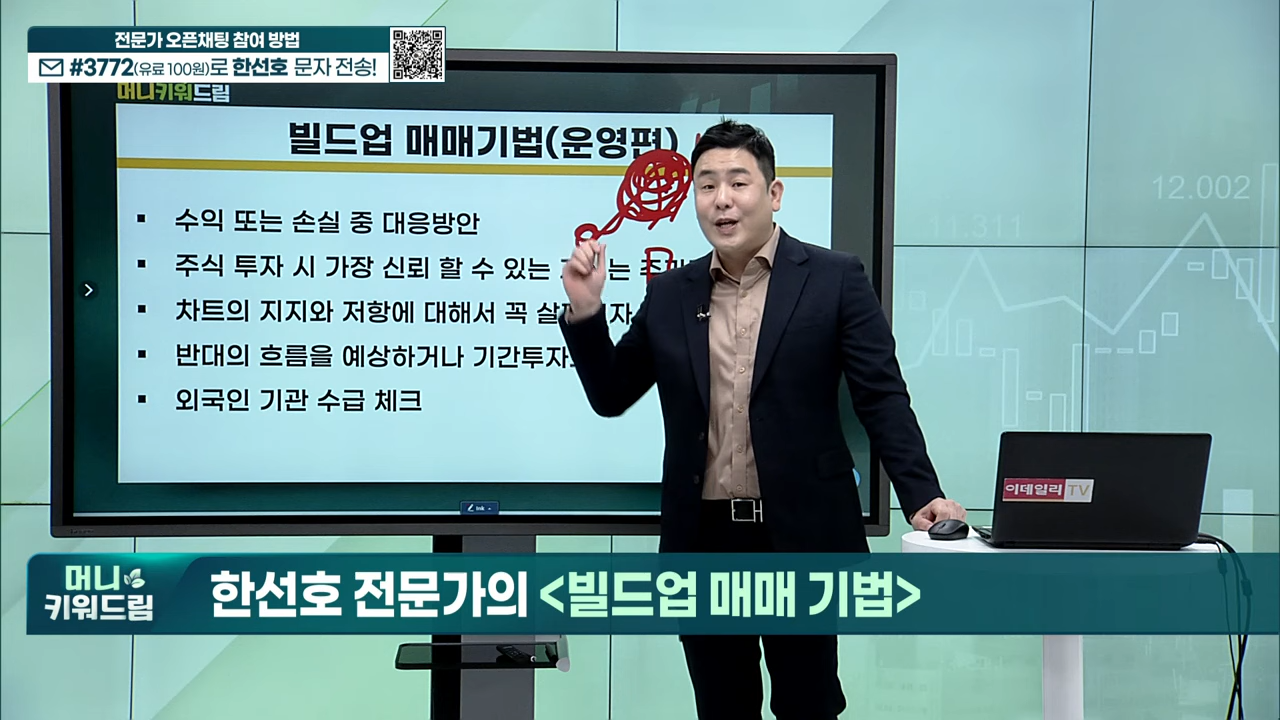 전문가 오픈채팅 참여 방법
#3772(유료 100원)로 한선호 문자 전송!
머니키워드림
빌드업 매매기법(운영편)
▪ 수익 또는 손실 중 대응방안
▪ 주식 투자 시 가장 신뢰 할 수 있는 는
▪ 차트의 지지와 저항에 대해서 꼭
▪ 반대의 흐름을 예상하거나 기간투자
▪ 외국인 기관 수급 체크
12.002
11.311
이데일리 TV
Ink
머니
키워드림
한선호 전문가의 <빌드업 매매 기법>